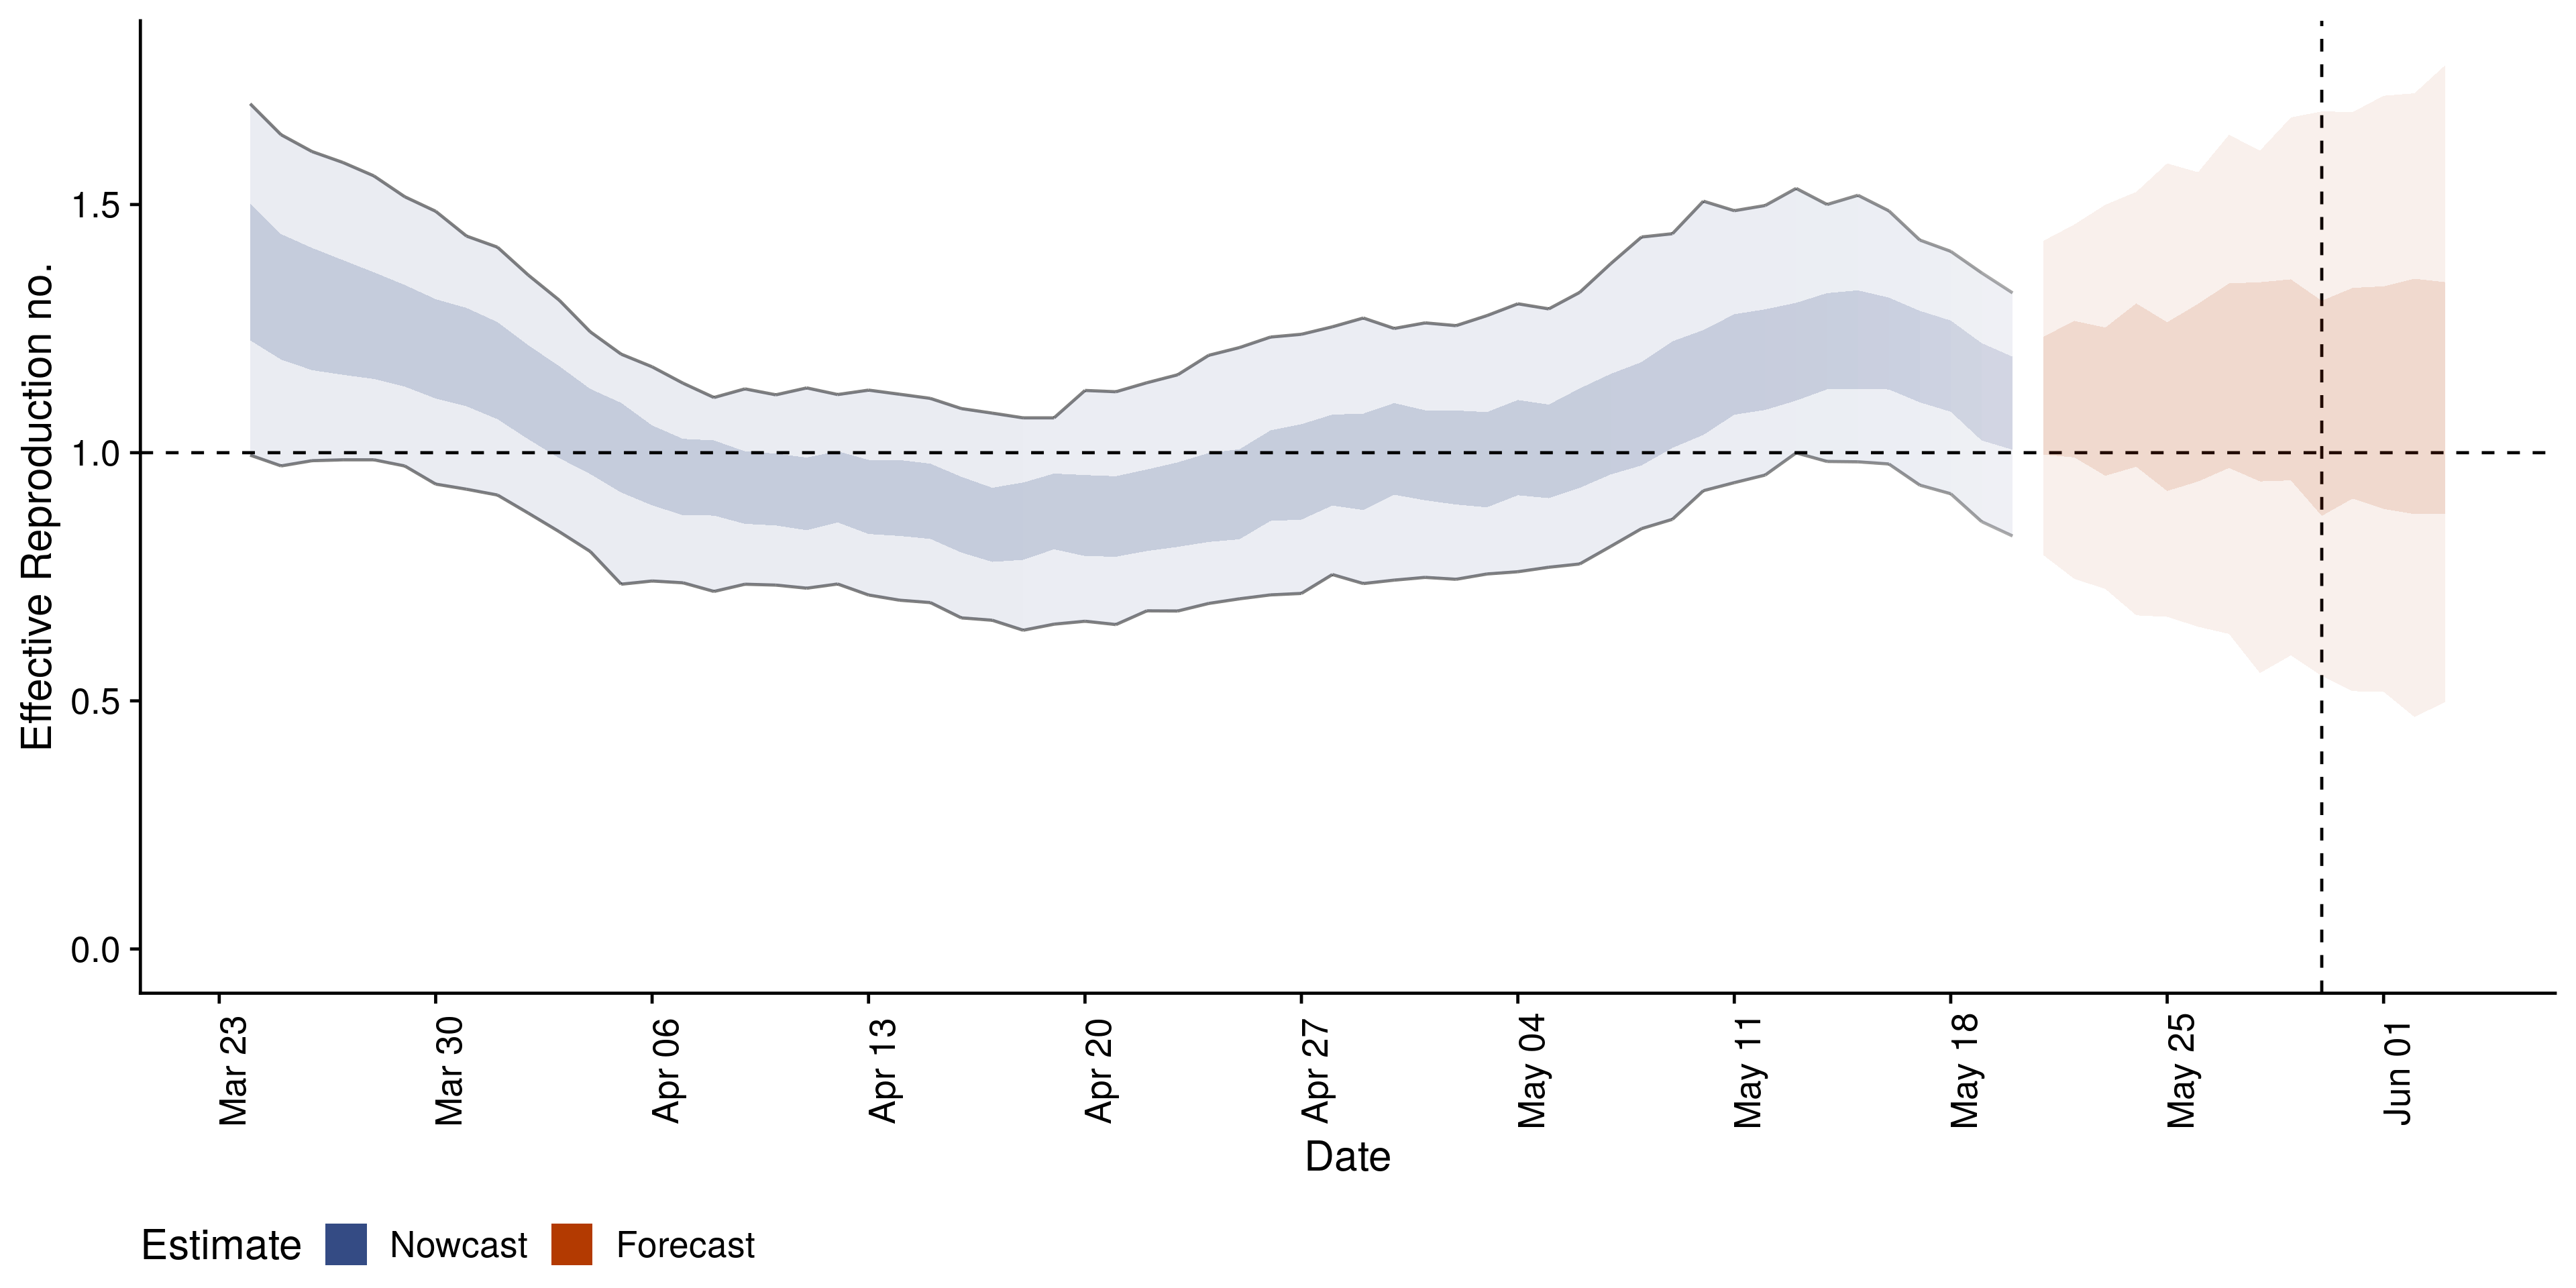 Effective Reproduction no.
1.5
1.0
0.5
0.0
Mar 23
Mar 30
Apr 06
Apr 13
Apr 20
Apr 27
May 04
May 11
May 18
May 25
Jun 01
Date
Estimate Nowcast Forecast